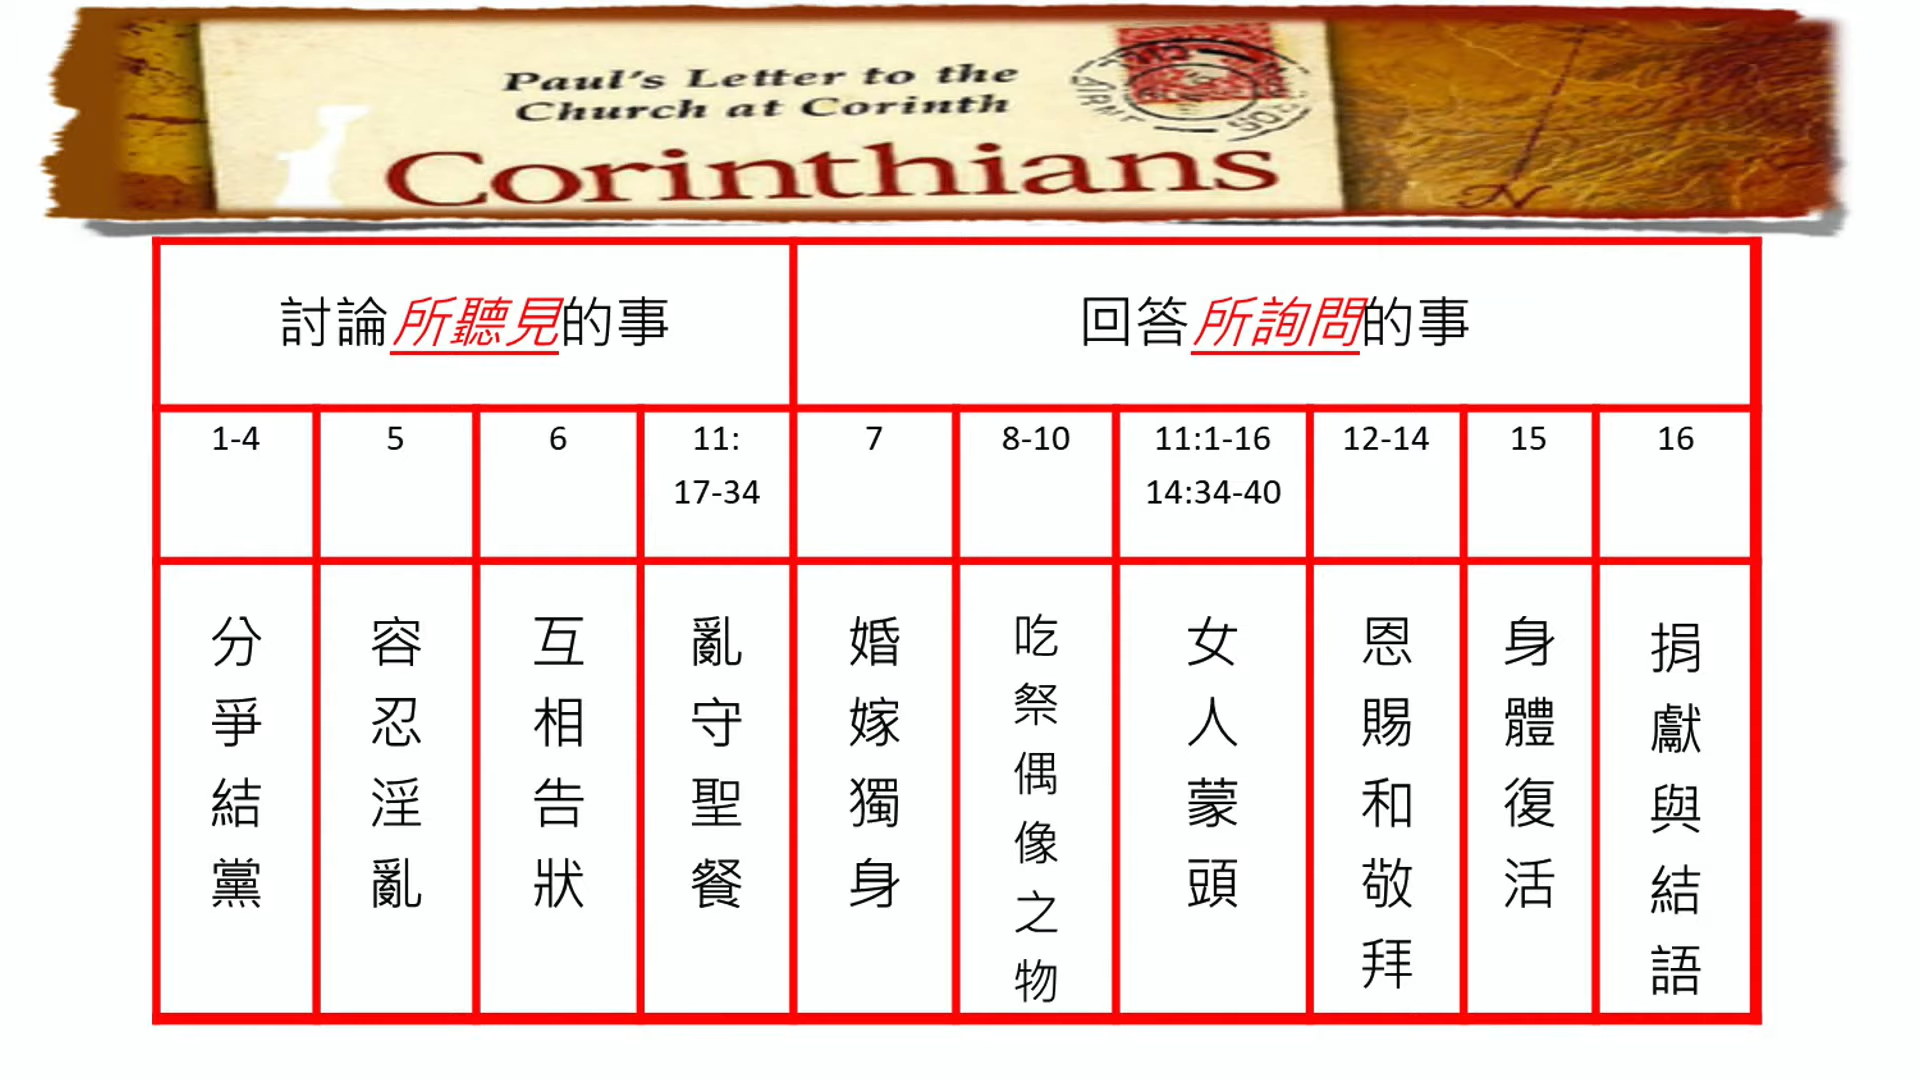 Paul's Letter to the
Church at Corinth
1 Corinthians
討論所聽見的事
回答所詢問的事
1-4
5
6
11:
17-34
7
8-10
11:1-16
14:34-40
12-14
15
16
分爭結黨
容忍淫亂
互相告狀
亂守聖餐
婚嫁獨身
吃祭偶像之物
女人蒙頭
恩賜和敬拜
身體復活
捐獻與結語
N